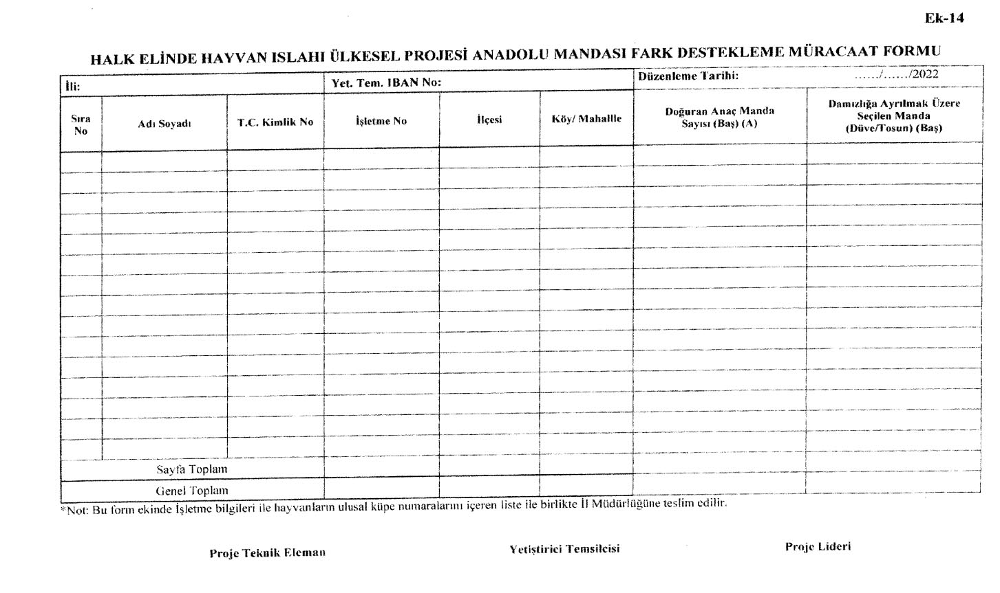 Ek-14
HALK ELİNDE HAYVAN ISLAHI ÜLKESEL PROJESİ ANADOLU MANDASI FARK DESTEKLEME MÜRACAAT FORMU
İli:
Yet. Tem. IBAN No:
Düzenleme Tarihi: ....../....../2022
Sıra
No
Adı Soyadı
T.C. Kimlik No
İşletme No
İlçesi
Köy/ Mahallle
Doğuran Anaç Manda
Sayısı (Baş) (A)
Damızlığa Ayrılmak Üzere
Seçilen Manda
(Düve/Tosun) (Baş)
Sayfa Toplam
Genel Toplam
*Not: Bu form ekinde İşletme bilgileri ile hayvanların ulusal küpe numaralarını içeren liste ile birlikte İl Müdürlüğüne teslim edilir.
Proje Teknik Eleman
Yetiştirici Temsilcisi
Proje Lideri